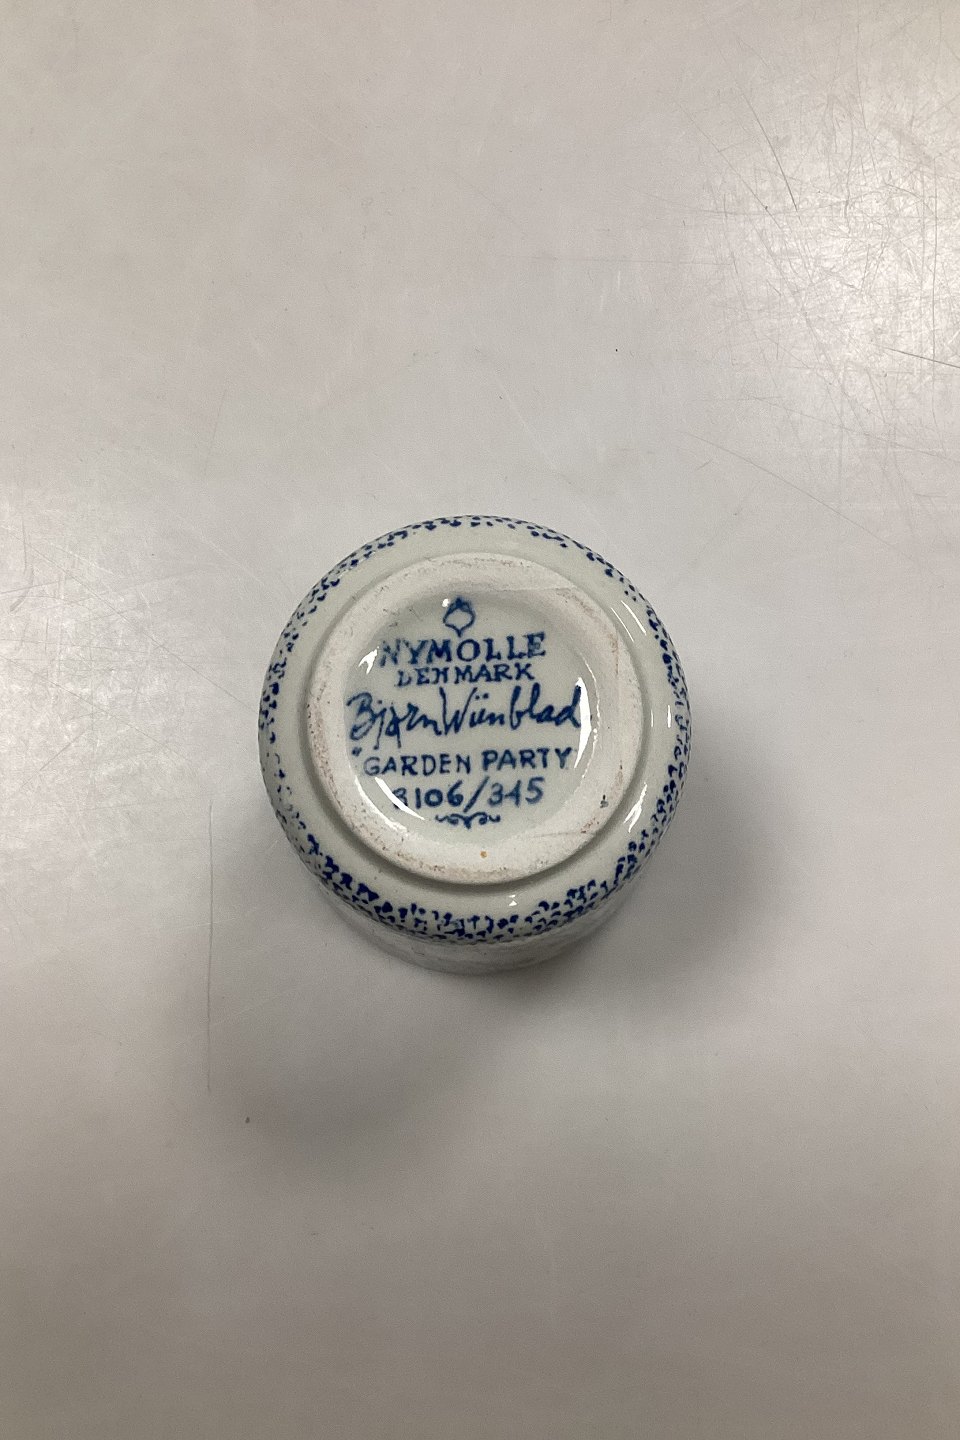 NYMOLLE
DENMARK
Bjørn Wiinblad
"GARDEN PARTY
3106/345